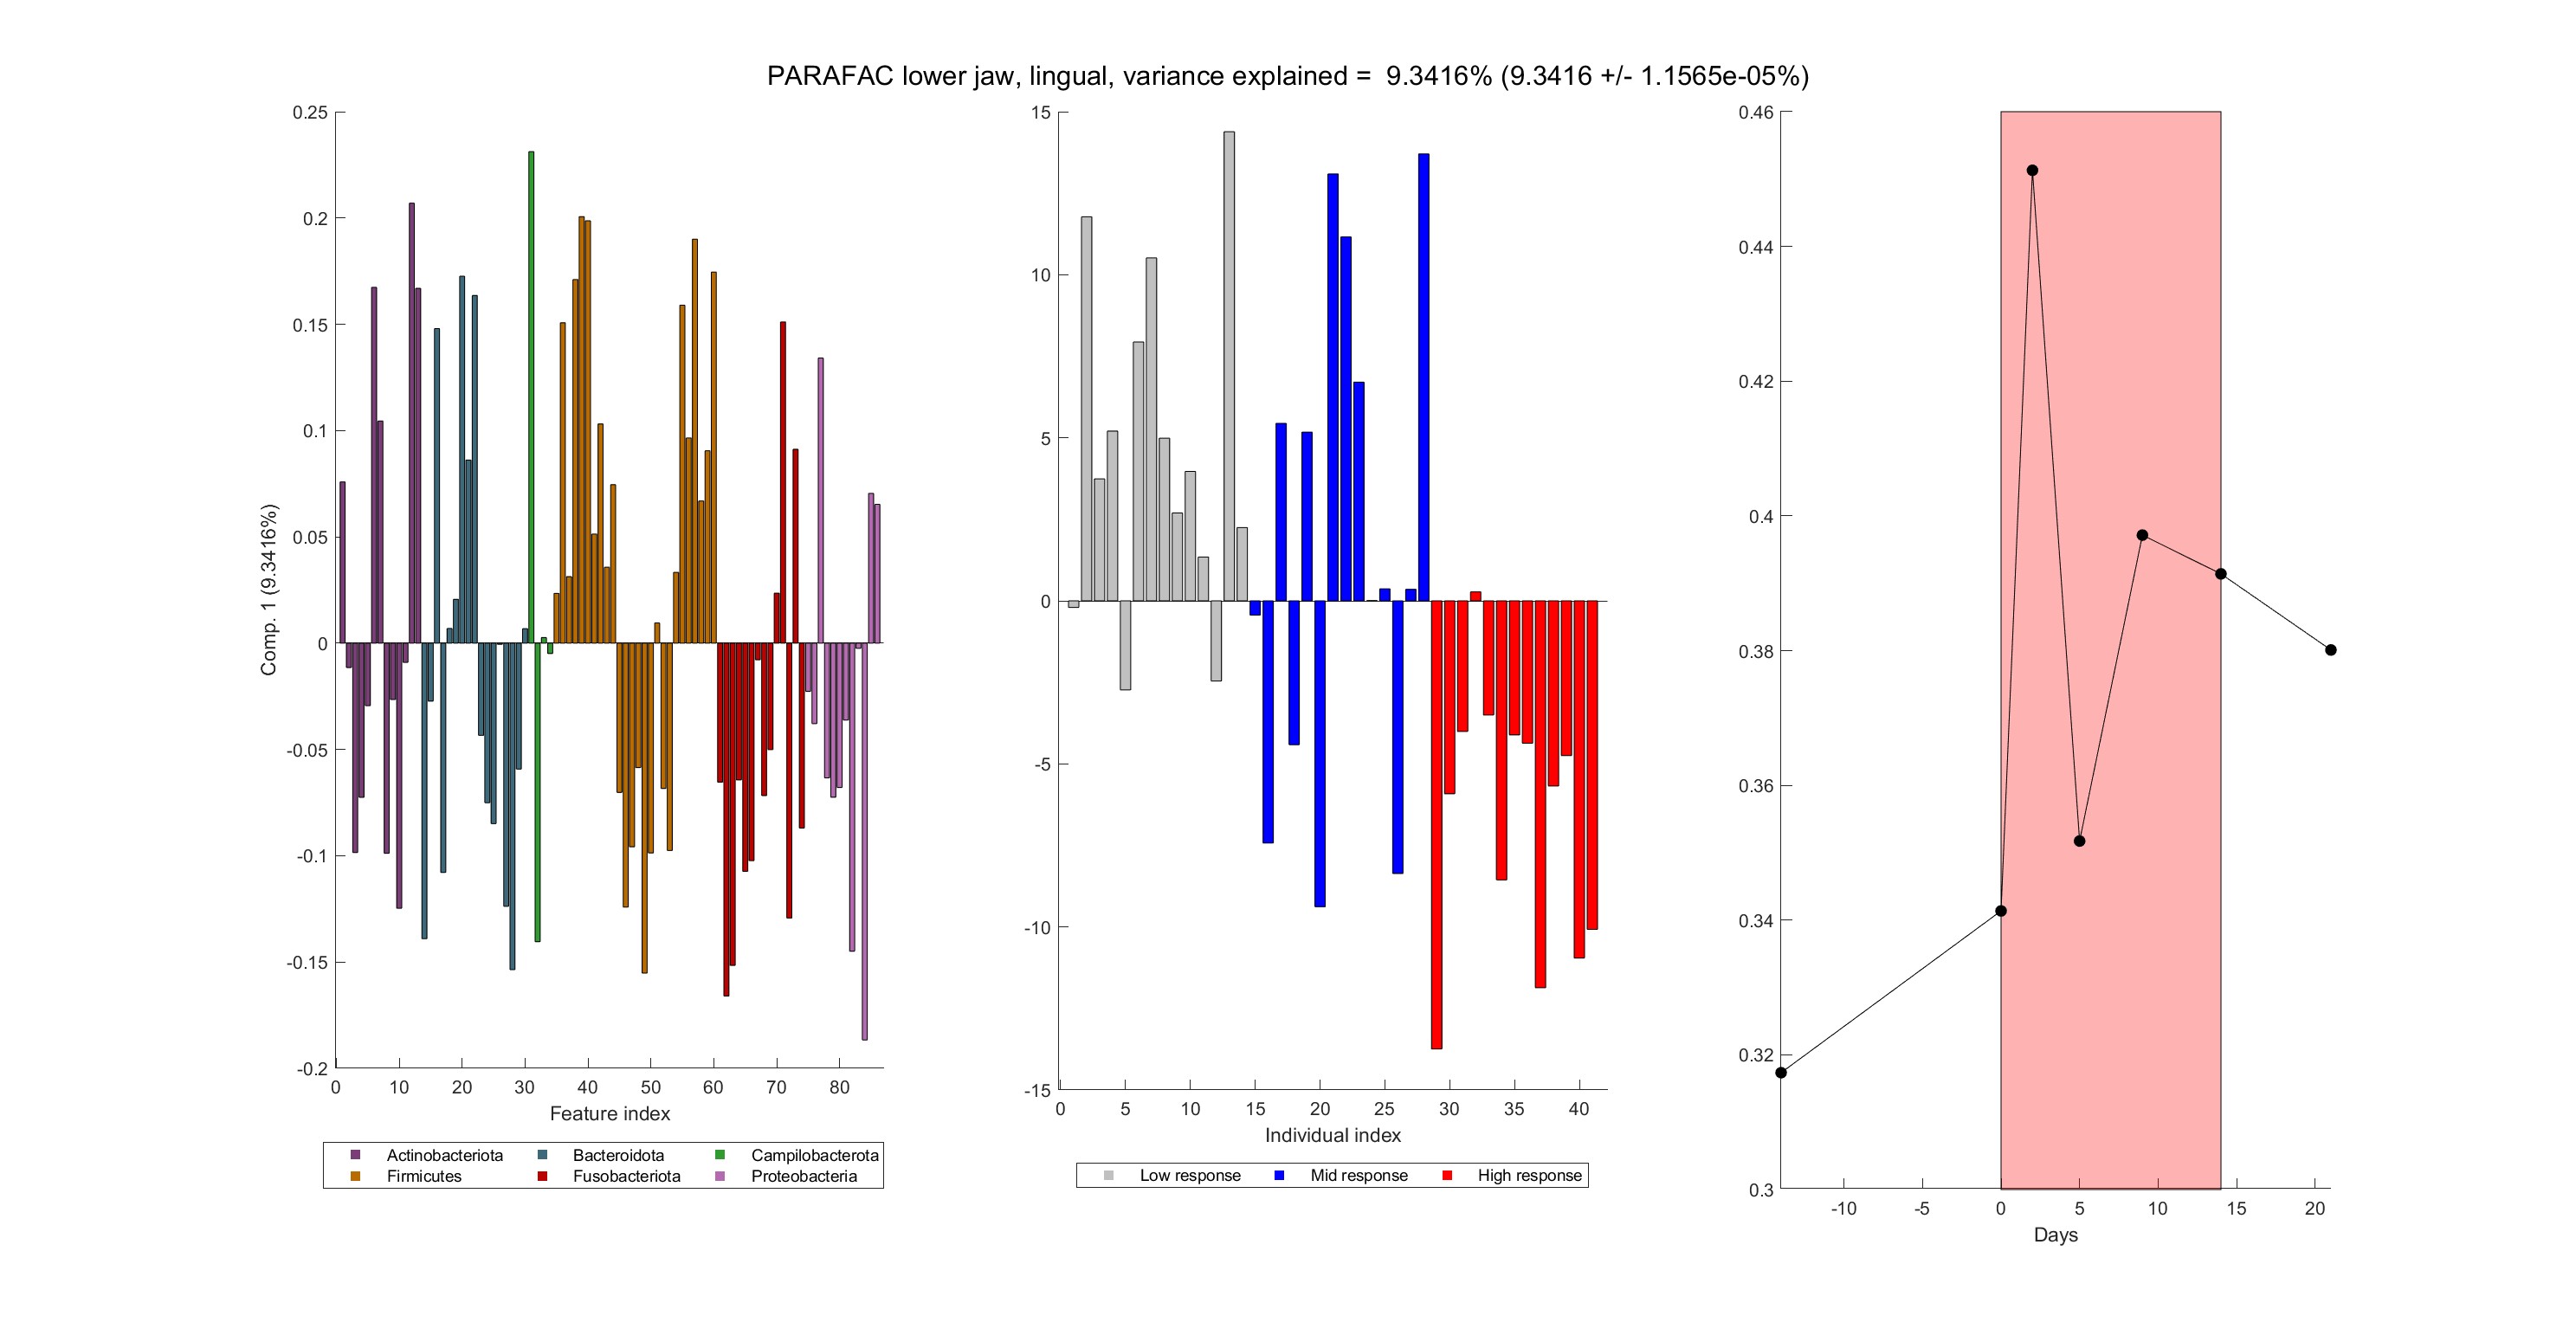 PARAFAC lower jaw, lingual, variance explained = 9.3416% (9.3416 +/- 1.1565e-05%)
Comp. 1 (9.3416%)
0.25
0.2
0.15
0.1
0.05
0
-0.05
-0.1
-0.15
-0.2
0 10 20 30 40 50 60 70 80
Feature index
Actinobacteriota Bacteroidota Campilobacterota
Firmicutes Fusobacteriota Proteobacteria
15
10
5
0
-5
-10
-15
0 5 10 15 20 25 30 35 40
Individual index
Low response Mid response High response
0.46
0.44
0.42
0.4
0.38
0.36
0.34
0.32
0.3
-10 -5 0 5 10 15 20
Days